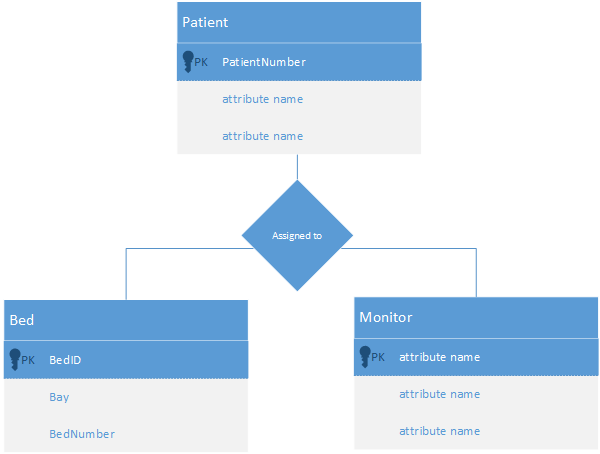 Patient
PK PatientNumber
attribute name
attribute name
Assigned to
Bed
PK BedID
Bay
BedNumber
Monitor
PK attribute name
attribute name
attribute name